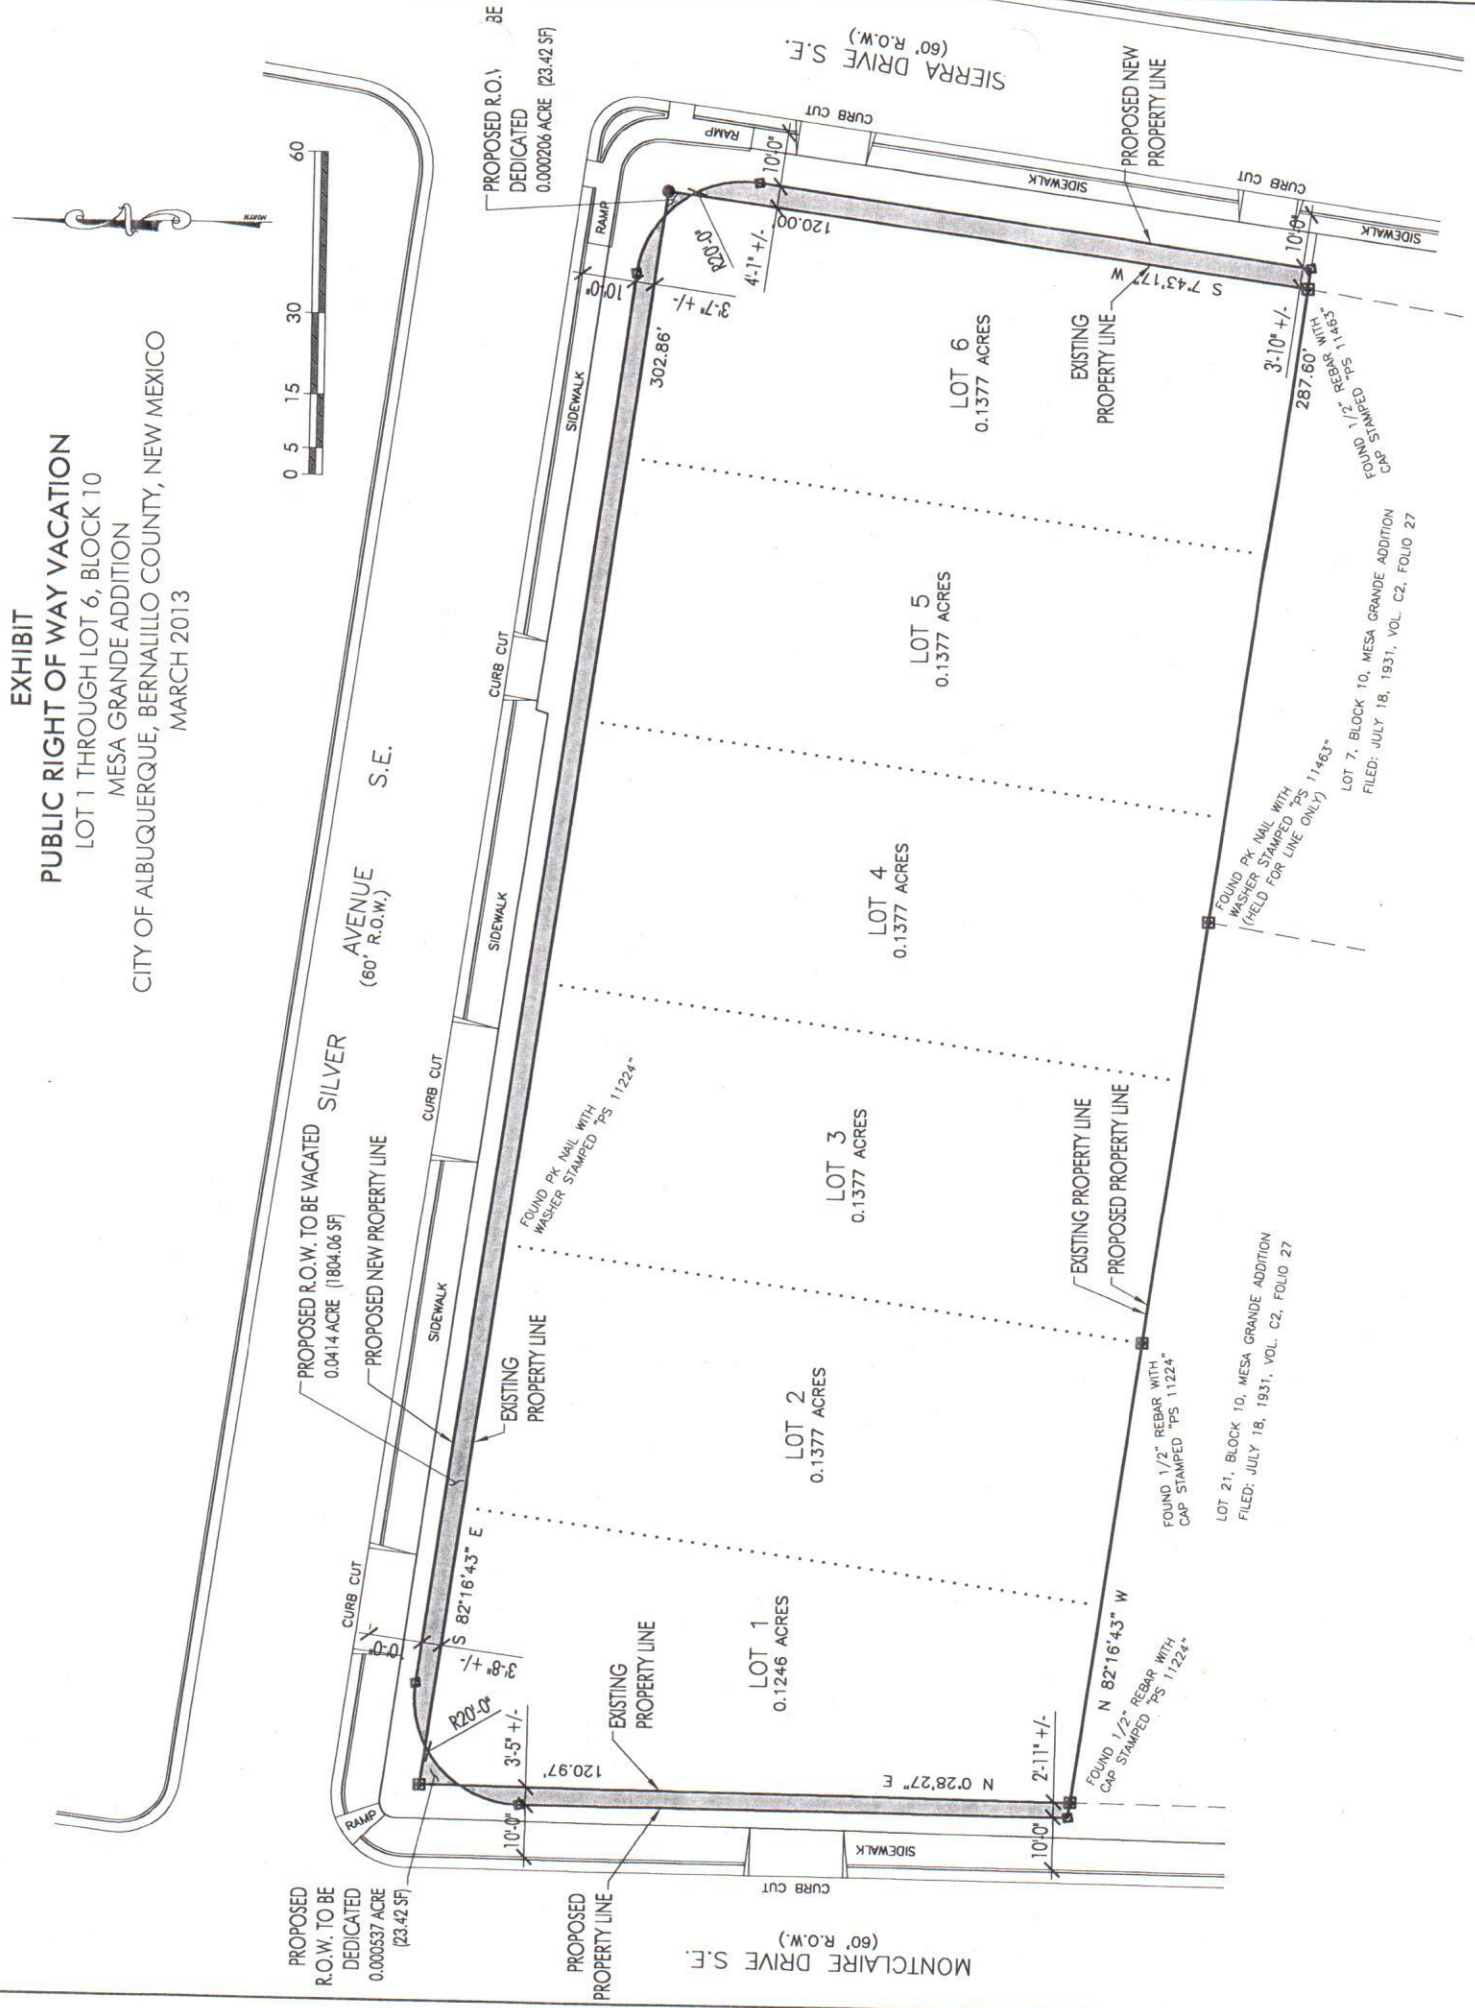 EXHIBIT
PUBLIC RIGHT OF WAY VACATION
LOT 1 THROUGH LOT 6, BLOCK 10
MESA GRANDE ADDITION
CITY OF ALBUQUERQUE, BERNALILLO COUNTY, NEW MEXICO
MARCH 2013
NORTH
0 5 15 30 60
SILVER AVENUE S.E.
(60' R.O.W.)
PROPOSED R.O.W. TO BE VACATED
0.0414 ACRE (1804.06 SF)
PROPOSED NEW PROPERTY LINE
EXISTING
PROPERTY LINE
PROPOSED
R.O.W. TO BE
DEDICATED
0.000537 ACRE
(23.42 SF)
RAMP
CURB CUT
SIDEWALK
CURB CUT
SIDEWALK
CURB CUT
SIDEWALK
RAMP
RAMP
PROPOSED R.O.\ BE
DEDICATED
0.000206 ACRE (23.42 SF)
SIERRA DRIVE S.E.
(60' R.O.W.)
CURB CUT
SIDEWALK
CURB CUT
SIDEWALK
PROPOSED NEW
PROPERTY LINE
10'-0"
10'-0"
R20'-0"
4'-1" +/-
3'-7" +/-
10'-0"
302.86'
120.00'
S 7°43'17" W
EXISTING
PROPERTY LINE
3'-10" +/-
287.60'
FOUND 1/2" REBAR WITH
CAP STAMPED "PS 11463"
S 82°16'43" E
'0'-0"
3'-8" +/-
R20'-0"
3'-5" +/-
120.97'
10'-0"
EXISTING
PROPERTY LINE
N 0°28'27" E
2'-11" +/-
10'-0"
PROPOSED
PROPERTY LINE
CURB CUT
SIDEWALK
MONTCLAIRE DRIVE S.E.
(60' R.O.W.)
FOUND PK NAIL WITH
WASHER STAMPED "PS 11224"
LOT 1
0.1246 ACRES
LOT 2
0.1377 ACRES
LOT 3
0.1377 ACRES
LOT 4
0.1377 ACRES
LOT 5
0.1377 ACRES
LOT 6
0.1377 ACRES
EXISTING PROPERTY LINE
PROPOSED PROPERTY LINE
N 82°16'43" W
FOUND 1/2" REBAR WITH
CAP STAMPED "PS 11224"
FOUND 1/2" REBAR WITH
CAP STAMPED "PS 11224"
FOUND PK NAIL WITH
WASHER STAMPED "PS 11463"
(HELD FOR LINE ONLY)
LOT 21, BLOCK 10, MESA GRANDE ADDITION
FILED: JULY 18, 1931, VOL. C2, FOLIO 27
LOT 7, BLOCK 10, MESA GRANDE ADDITION
FILED: JULY 18, 1931, VOL. C2, FOLIO 27